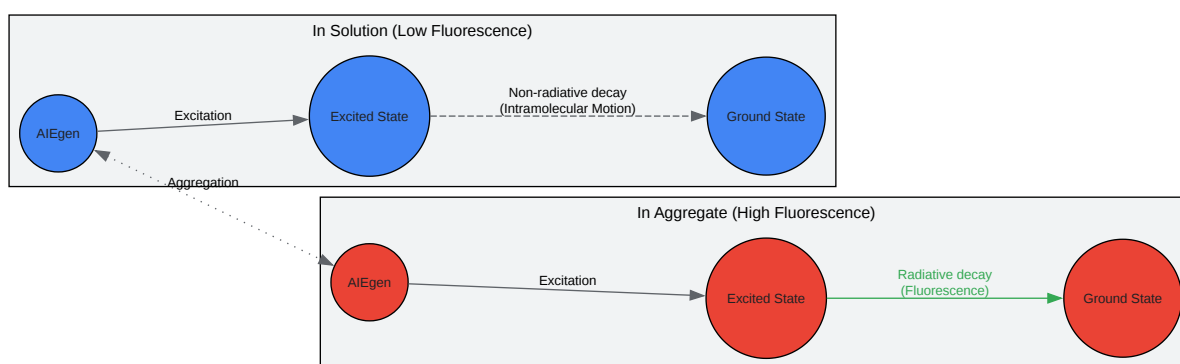 In Solution (Low Fluorescence)
AIEgen
Excitation
Excited State
Non-radiative decay
(Intramolecular Motion)
Ground State
Aggregation
In Aggregate (High Fluorescence)
AIEgen
Excitation
Excited State
Radiative decay
(Fluorescence)
Ground State